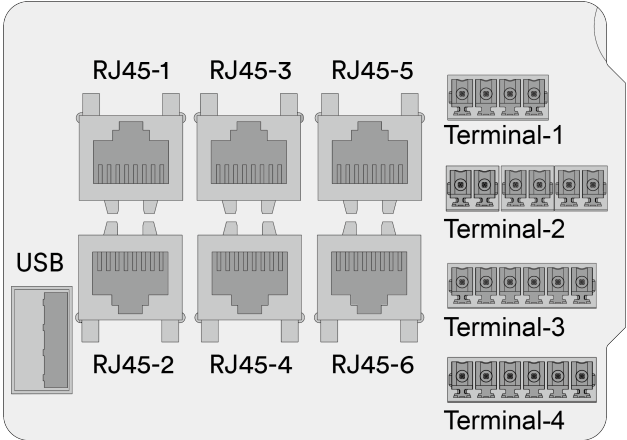 RJ45-1 RJ45-3 RJ45-5
Terminal-1
Terminal-2
USB
Terminal-3
RJ45-2 RJ45-4 RJ45-6
Terminal-4